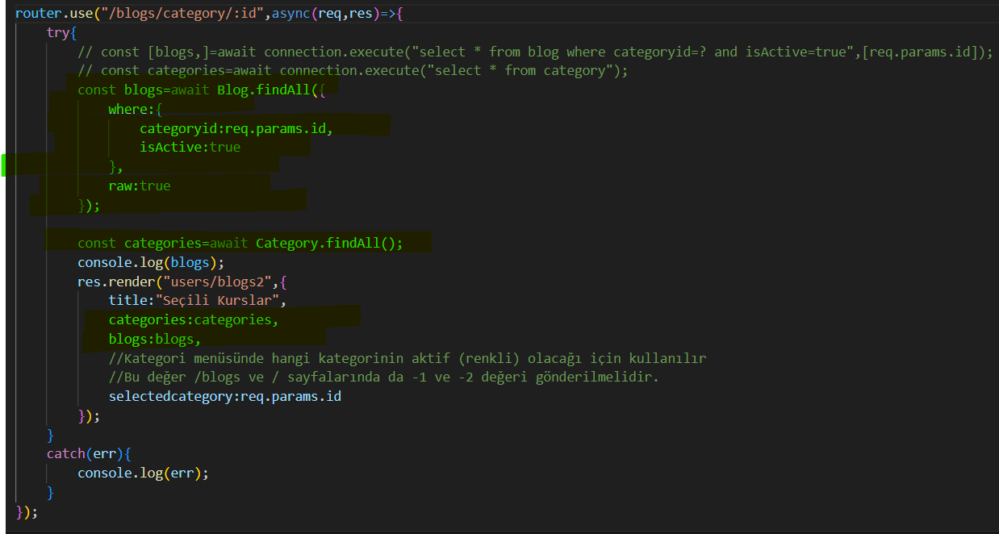 router.use("/blogs/category/:id",async(req,res)=>{
try{
// const [blogs,]=await connection.execute("select * from blog where categoryid=? and isActive=true",[req.params.id]);
// const categories=await connection.execute("select * from category");
const blogs=await Blog.findAll({
where:{
categoryid:req.params.id,
isActive:true
},
raw:true
});
const categories=await Category.findAll();
console.log(blogs);
res.render("users/blogs2",{
title:"Seçili Kurslar",
categories:categories,
blogs:blogs,
//Kategori menüsünde hangi kategorinin aktif (renkli) olacağı için kullanılır
//Bu değer /blogs ve / sayfalarında da -1 ve -2 değeri gönderilmelidir.
selectedcategory:req.params.id
});
}
catch(err){
console.log(err);
}
});